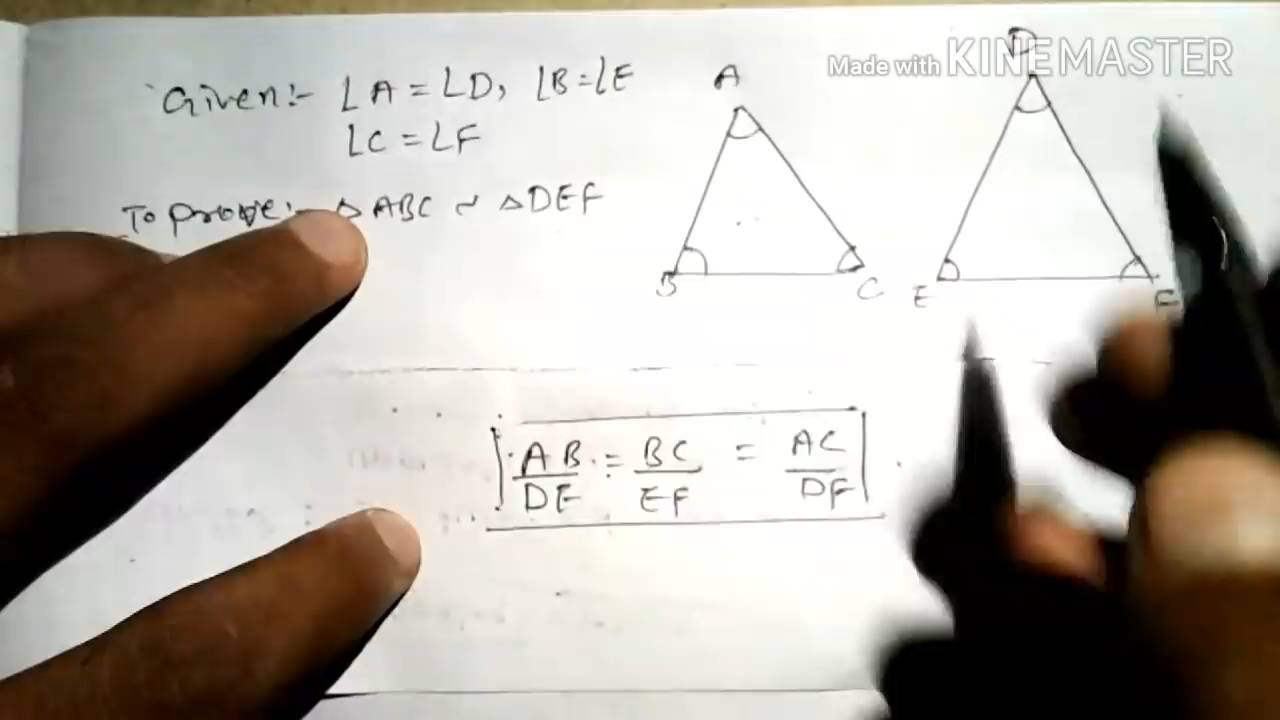 Given:- ∠A = ∠D, ∠B = ∠E
∠C = ∠F
To prove:- △ABC ~ △DEF
A
B
C
D
E
F
AB/DE = BC/EF = AC/DF
Made with KINEMASTER